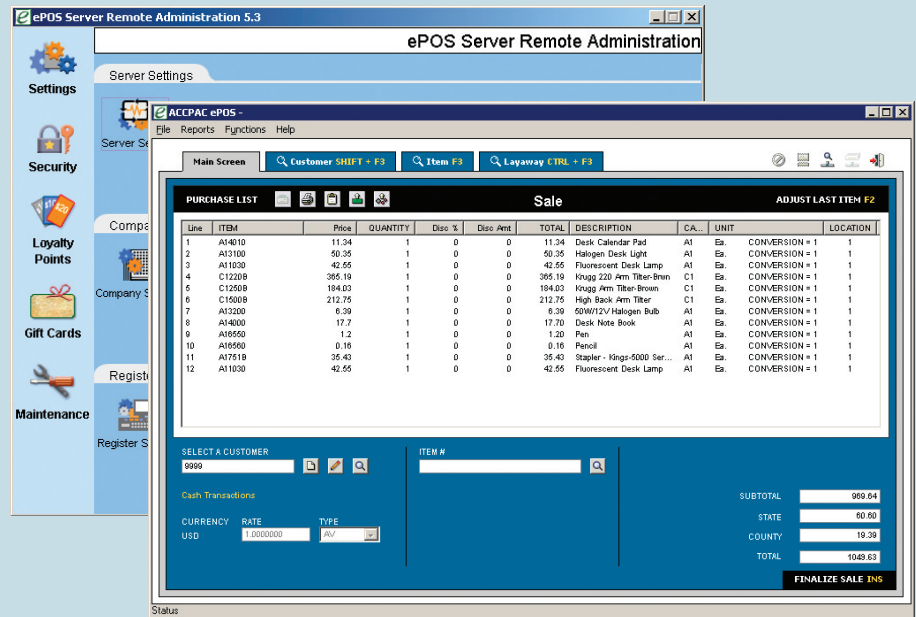 ePOS Server Remote Administration 5.3
ePOS Server Remote Administration
Settings
Security
Loyalty
Points
Gift Cards
Maintenance
Server Settings
Server Se
Compa
Company S
Regist
Register S
ACCPAC ePOS -
File Reports Functions Help
Main Screen Customer SHIFT + F3 Item F3 Layaway CTRL + F3
PURCHASE LIST Sale ADJUST LAST ITEM F2
Line ITEM Price QUANTITY Disc % Disc Amt TOTAL DESCRIPTION CA... UNIT LOCATION
1 A14010 11.34 1 0 0 11.34 Desk Calendar Pad A1 Ea. CONVERSION = 1 1
2 A13100 50.35 1 0 0 50.35 Halogen Desk Light A1 Ea. CONVERSION = 1 1
3 A11030 42.55 1 0 0 42.55 Fluorescent Desk Lamp A1 Ea. CONVERSION = 1 1
4 C1220B 365.19 1 0 0 365.19 Krugg 220 Arm Tilter-Brwn C1 Ea. CONVERSION = 1 1
5 C1250B 184.03 1 0 0 184.03 Krugg Arm Tilter-Brown C1 Ea. CONVERSION = 1 1
6 C1500B 212.75 1 0 0 212.75 High Back Arm Tilter C1 Ea. CONVERSION = 1 1
7 A13200 6.39 1 0 0 6.39 50W/12V Halogen Bulb A1 Ea. CONVERSION = 1 1
8 A14000 17.7 1 0 0 17.70 Desk Note Book A1 Ea. CONVERSION = 1 1
9 A16550 1.2 1 0 0 1.20 Pen A1 Ea. CONVERSION = 1 1
10 A16560 0.16 1 0 0 0.16 Pencil A1 Ea. CONVERSION = 1 1
11 A1751B 35.43 1 0 0 35.43 Stapler - Kings-5000 Ser... A1 Ea. CONVERSION = 1 1
12 A11030 42.55 1 0 0 42.55 Fluorescent Desk Lamp A1 Ea. CONVERSION = 1 1
SELECT A CUSTOMER ITEM #
9999
Cash Transactions
CURRENCY RATE TYPE
USD 1.0000000 AV
SUBTOTAL 969.64
STATE 60.60
COUNTY 19.39
TOTAL 1049.63
FINALIZE SALE INS
Status